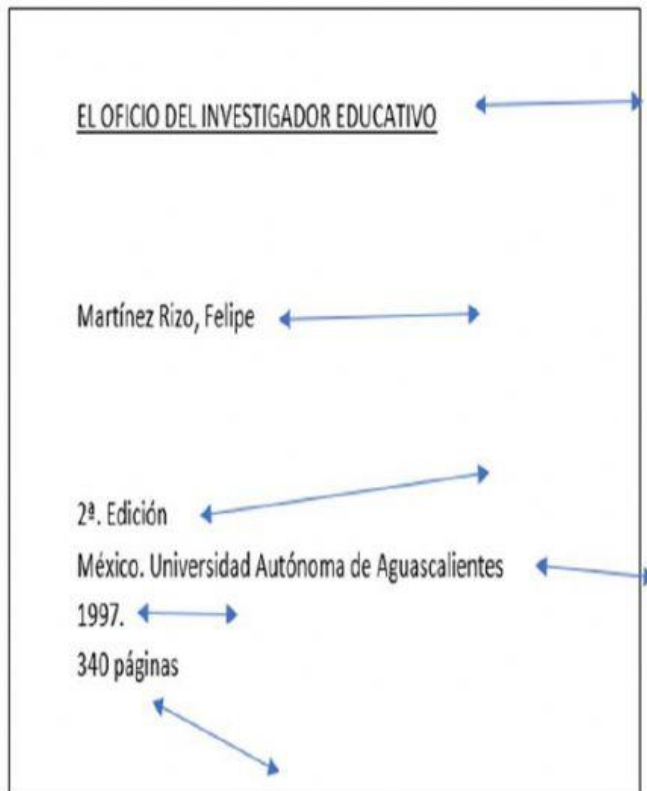 EL OFICIO DEL INVESTIGADOR EDUCATIVO
Martínez Rizo, Felipe
2ª. Edición
México. Universidad Autónoma de Aguascalientes
1997.
340 páginas